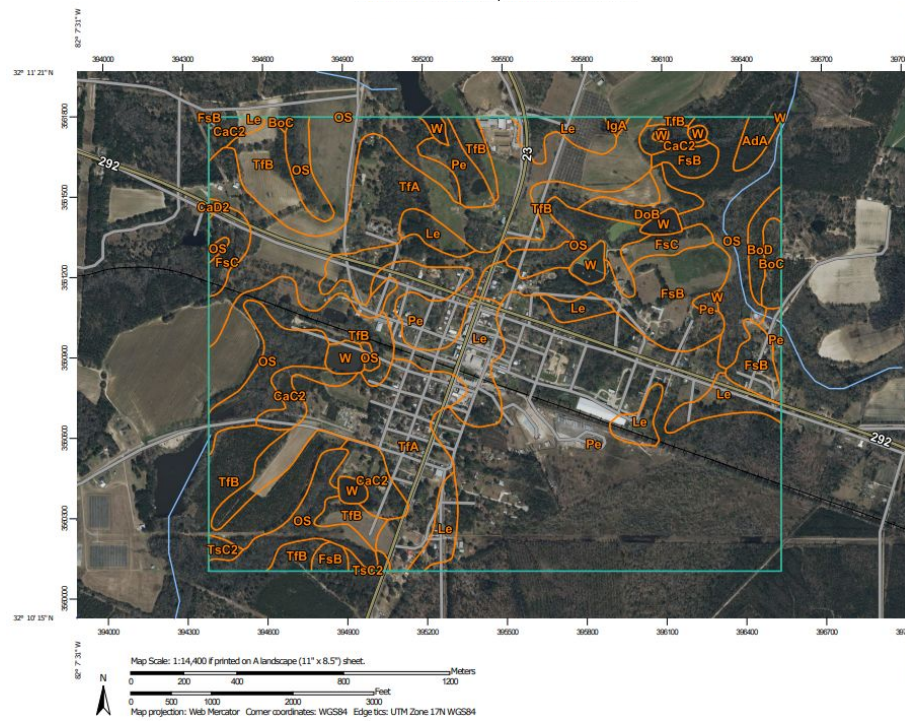 82° 7' 31" W
394000 394300 394600 394900 395200 395500 395800 396100 396400 396700
32° 11' 21" N
3561800
FsB Le BoC OS W Le IgA TfB W
CaC2 W TfB W W AdA
CaC2
TfB OS Pe FsB
292 23
TfA
3561500
CaD2 TfB DoB
W
Le OS FsC OS
OS BoD
FsC W BoC
3561200
FsB W
Pe Le Pe
TfB Le Pe
3560900
OS W OS FsB
CaC2 Le
Le
3560600
TfA Pe 292
TfB CaC2
W
TfB
3560300
OS Le
TsC2 TfB FsB TsC2
3560000
32° 10' 15" N
394000 394300 394600 394900 395200 395500 395800 396100 396400 396700
82° 7' 31" W
Map Scale: 1:14,400 if printed on A landscape (11" x 8.5") sheet.
N
Meters
0 200 400 800 1200
Feet
0 500 1000 2000 3000
Map projection: Web Mercator Corner coordinates: WGS84 Edge tics: UTM Zone 17N WGS84